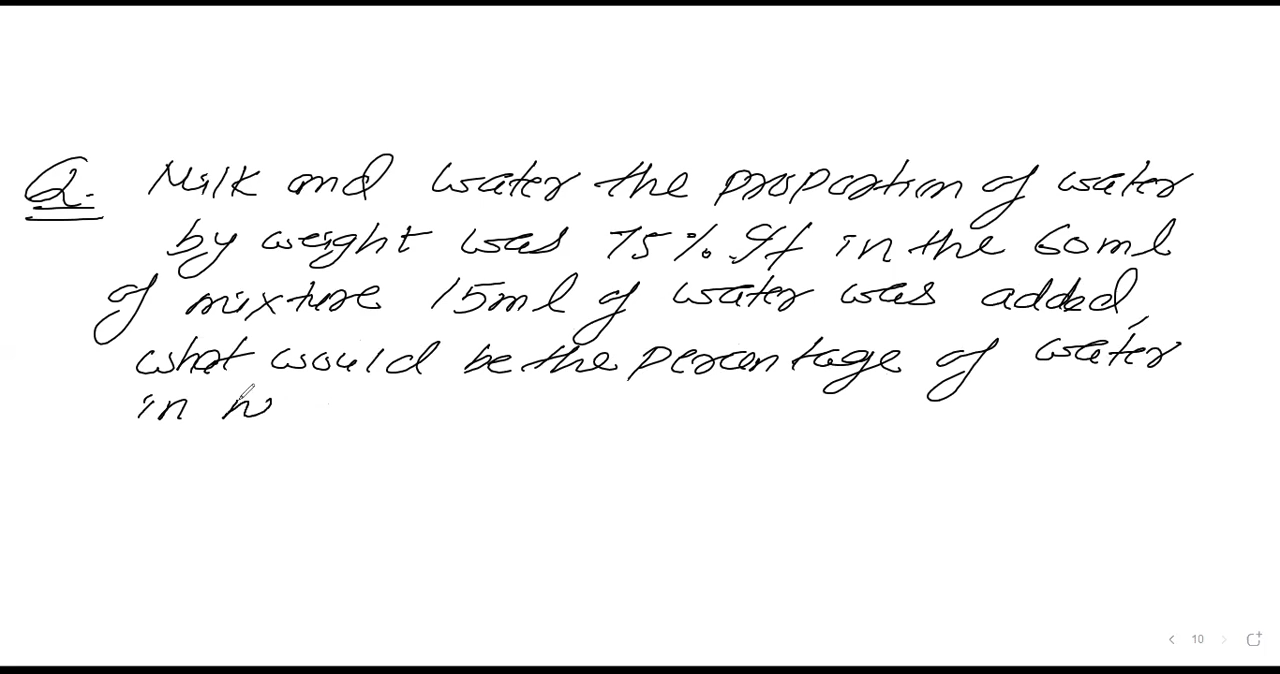 Q. Milk and water the proportion of water
by weight was 75%. If in the 60ml
of mixture 15ml of water was added,
what would be the percentage of water
in
10